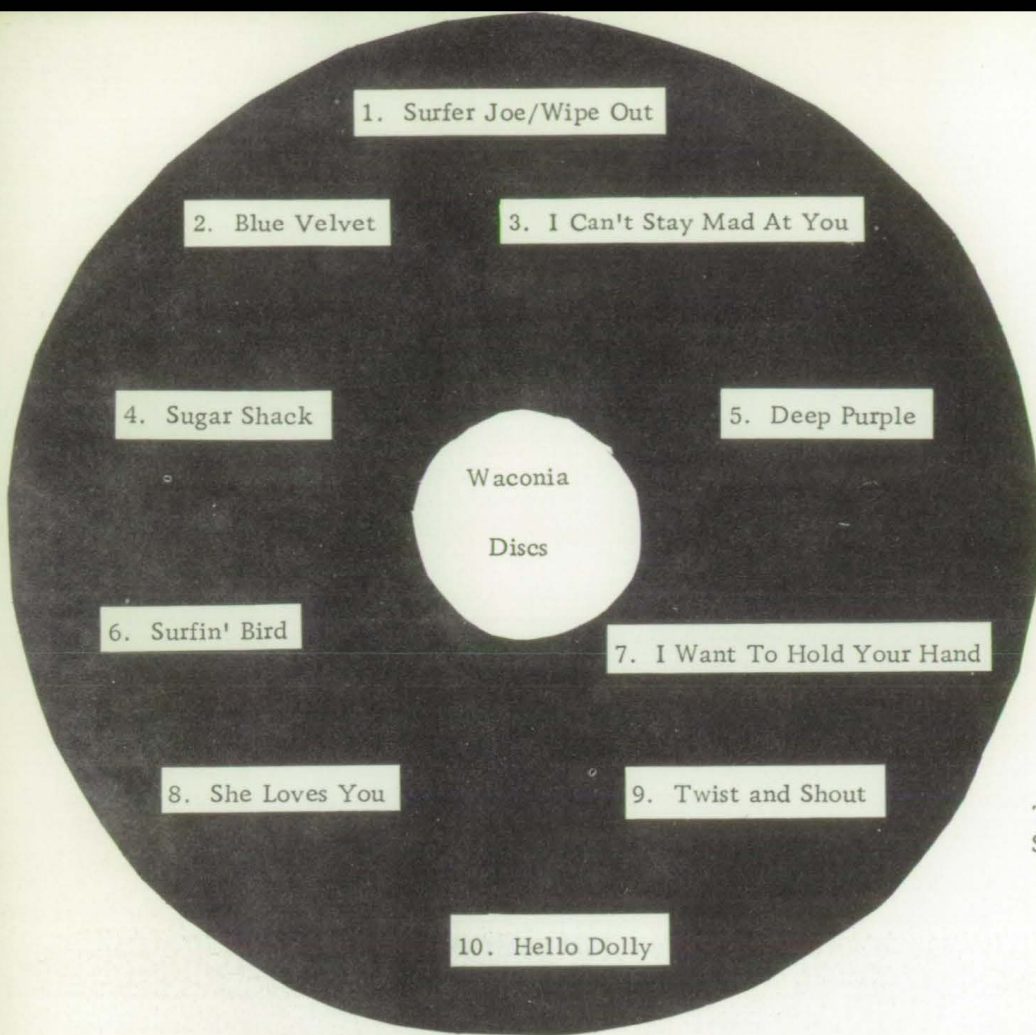 1. Surfer Joe/Wipe Out
2. Blue Velvet
3. I Can't Stay Mad At You
4. Sugar Shack
5. Deep Purple
Waconia
Discs
6. Surfin' Bird
7. I Want To Hold Your Hand
8. She Loves You
9. Twist and Shout
10. Hello Dolly